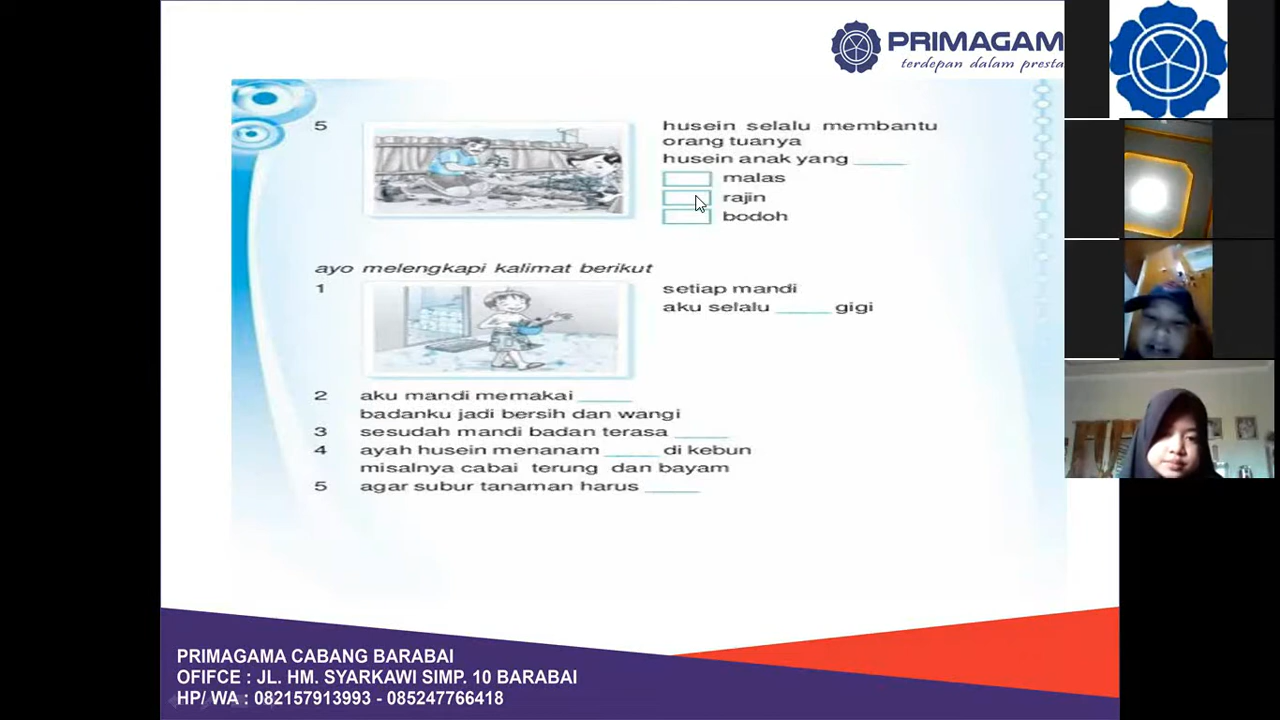 PRIMAGAM
terdepan dalam presta
5
husein selalu membantu
orang tuanya
husein anak yang ____
malas
rajin
bodoh
ayo melengkapi kalimat berikut
1
setiap mandi
aku selalu ____ gigi
2 aku mandi memakai ____
badanku jadi bersih dan wangi
3 sesudah mandi badan terasa ____
4 ayah husein menanam ____ di kebun
misalnya cabai terung dan bayam
5 agar subur tanaman harus ____
PRIMAGAMA CABANG BARABAI
OFIFCE : JL. HM. SYARKAWI SIMP. 10 BARABAI
HP/ WA : 082157913993 - 085247766418